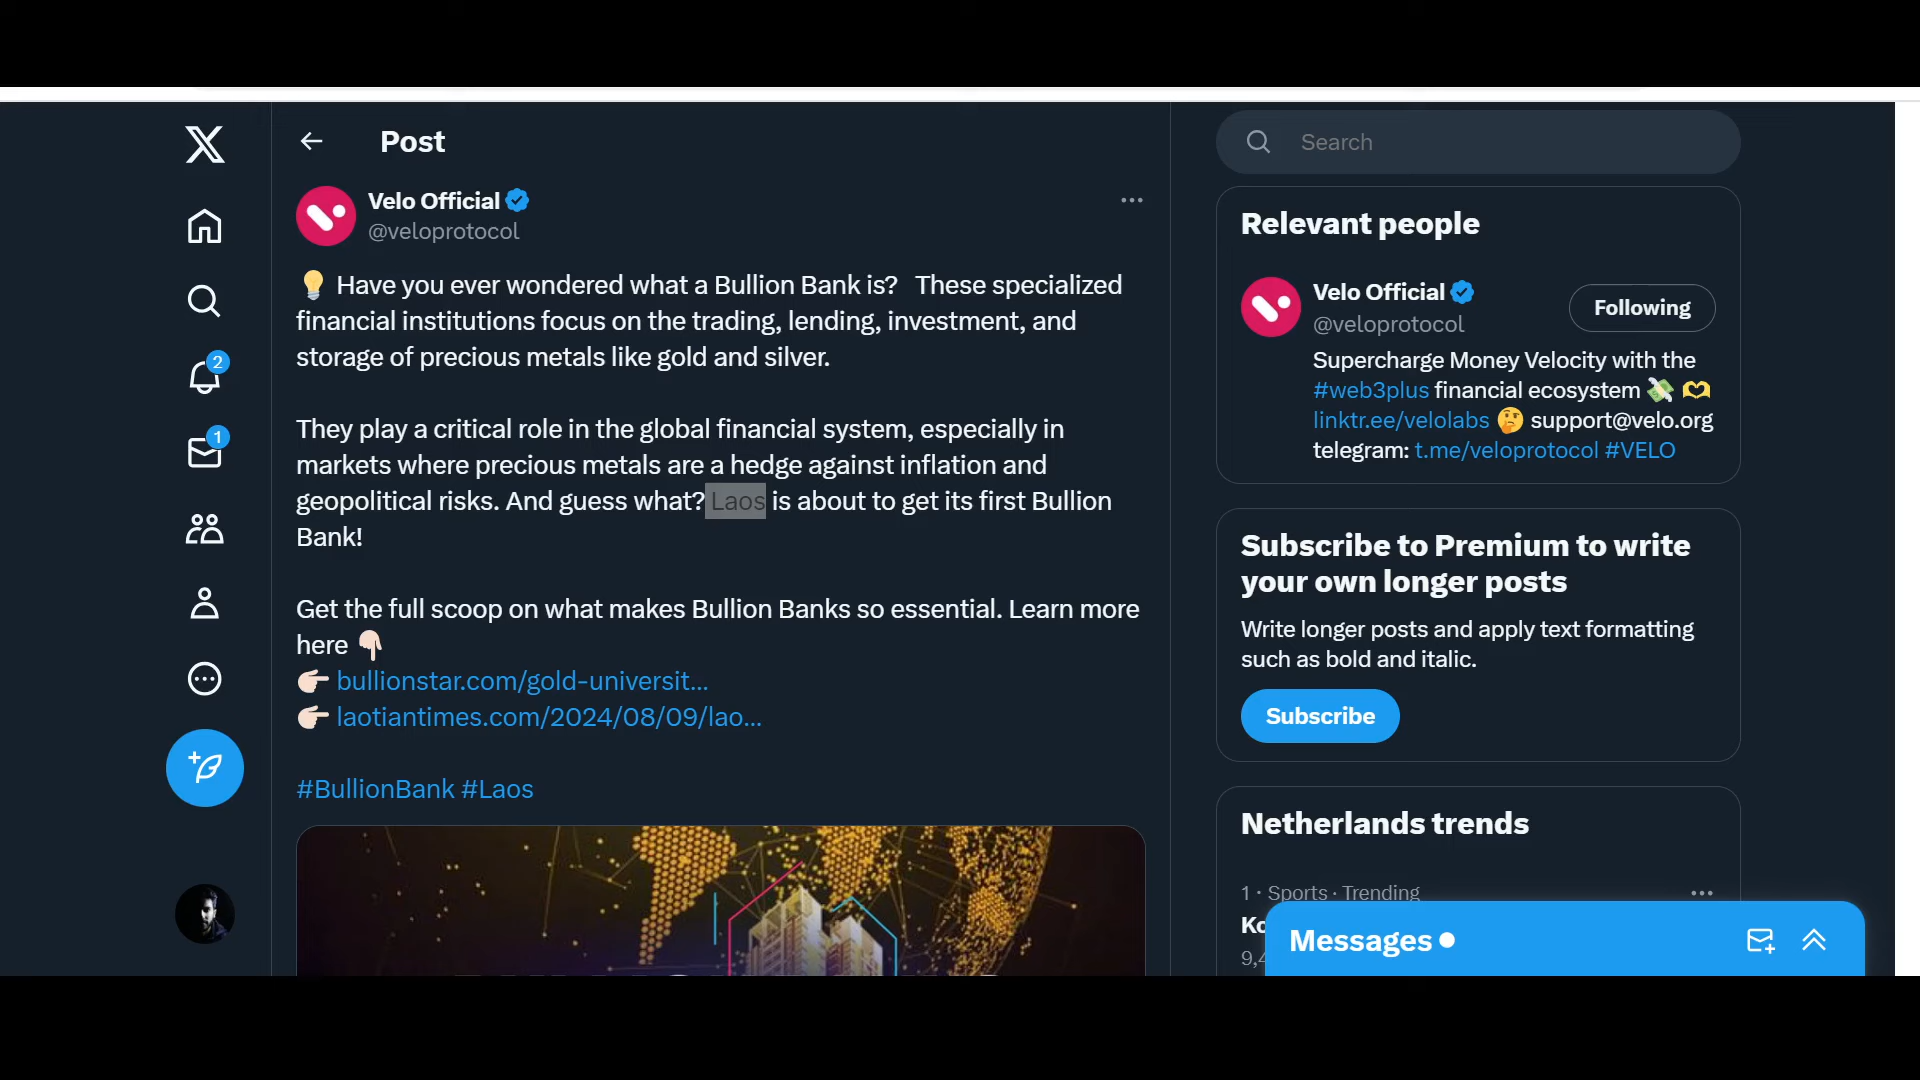 Post
Velo Official
@veloprotocol
💡 Have you ever wondered what a Bullion Bank is? These specialized
financial institutions focus on the trading, lending, investment, and
storage of precious metals like gold and silver.
They play a critical role in the global financial system, especially in
markets where precious metals are a hedge against inflation and
geopolitical risks. And guess what? Laos is about to get its first Bullion
Bank!
Get the full scoop on what makes Bullion Banks so essential. Learn more
here 👇🏻
👉🏻 bullionstar.com/gold-universit…
👉🏻 laotiantimes.com/2024/08/09/lao…
#BullionBank #Laos
2
1
Search
Relevant people
Velo Official
@veloprotocol
Following
Supercharge Money Velocity with the
#web3plus financial ecosystem 💸 🫶
linktr.ee/velolabs 🤔 support@velo.org
telegram: t.me/veloprotocol #VELO
Subscribe to Premium to write
your own longer posts
Write longer posts and apply text formatting
such as bold and italic.
Subscribe
Netherlands trends
1 · Sports · Trending
Messages